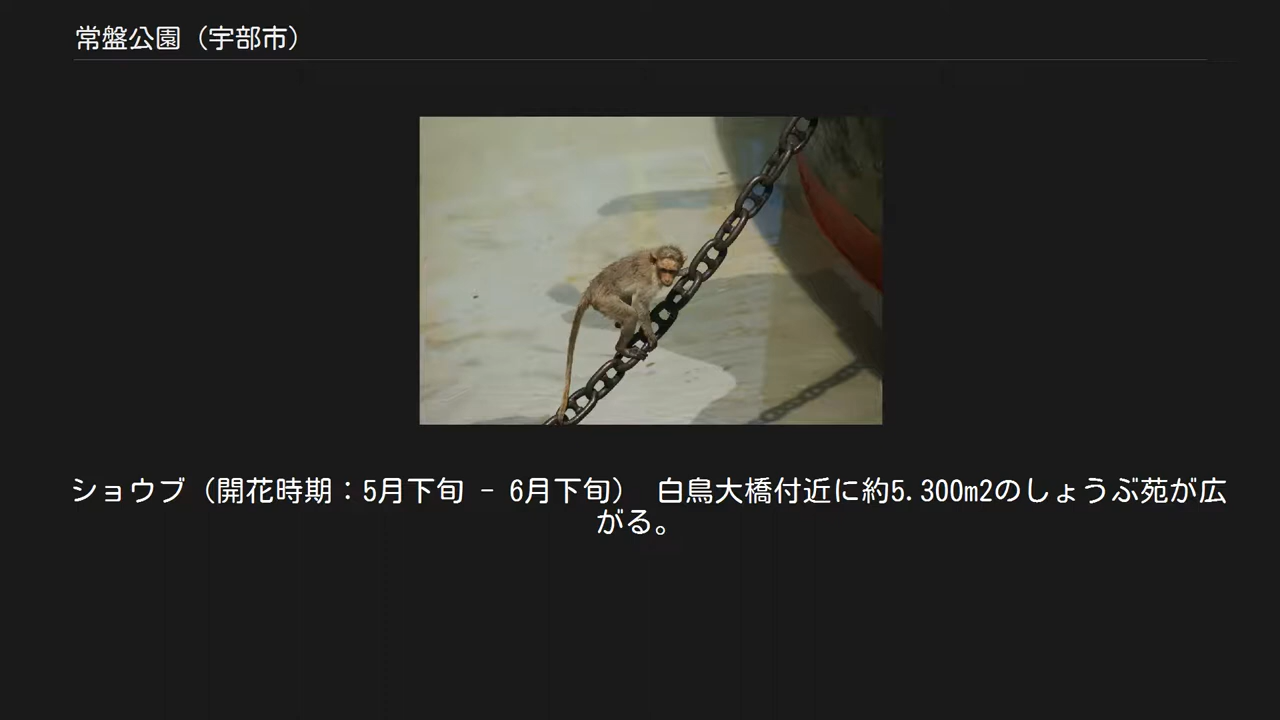 常盤公園（宇部市）
ショウブ（開花時期：5月下旬 - 6月下旬）　白鳥大橋付近に約5.300m2のしょうぶ苑が広
がる。